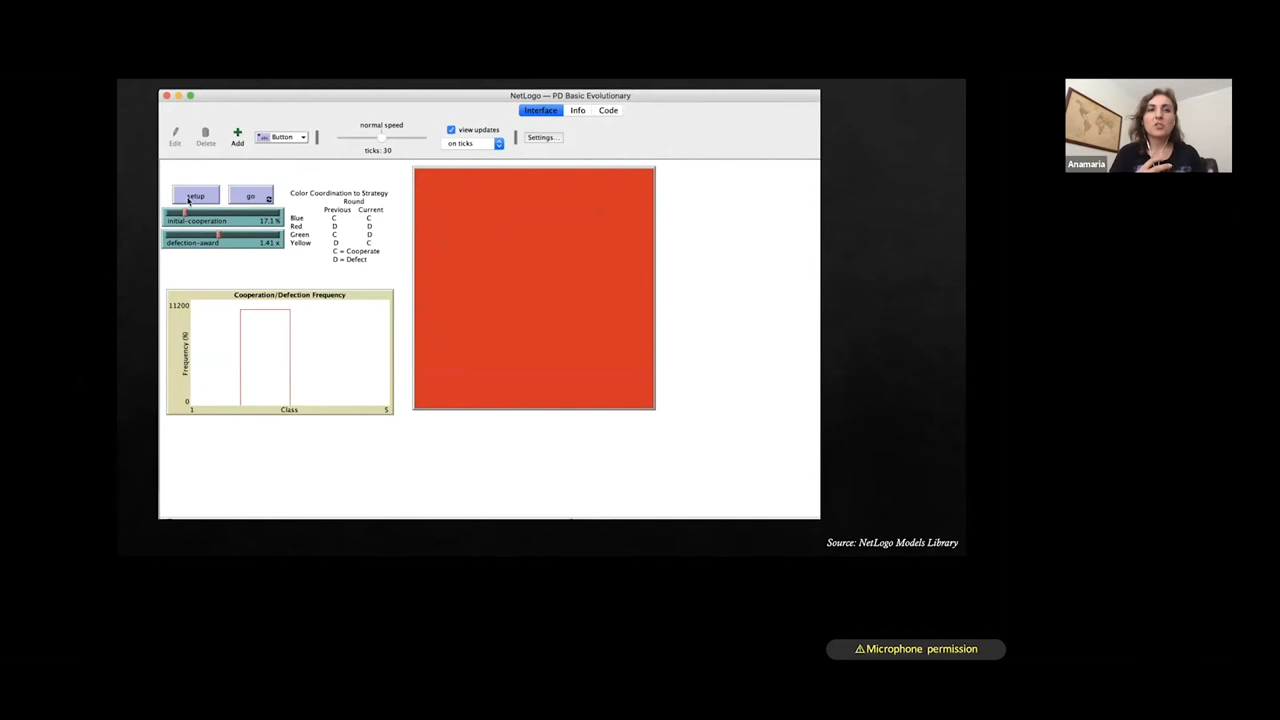 NetLogo — PD Basic Evolutionary
Interface Info Code
Edit Delete Add Button
normal speed
ticks: 30
view updates
on ticks
Settings...
setup go
initial-cooperation 17.1 %
defection-award 1.41 x
Color Coordination to Strategy
Round
Previous Current
Blue C C
Red D D
Green C D
Yellow D C
C = Cooperate
D = Defect
Cooperation/Defection Frequency
11200
Frequency (%)
0
1 Class 5
Anamaria
Source: NetLogo Models Library
⚠Microphone permission